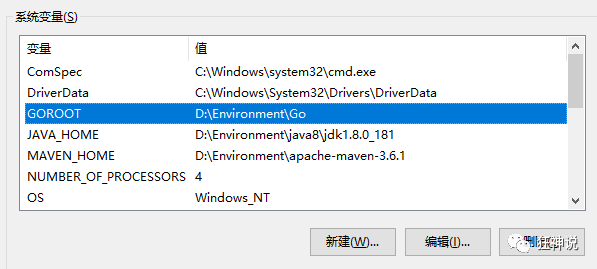 系统变量(S)
变量 值
ComSpec C:\Windows\system32\cmd.exe
DriverData C:\Windows\System32\Drivers\DriverData
GOROOT D:\Environment\Go
JAVA_HOME D:\Environment\java8\jdk1.8.0_181
MAVEN_HOME D:\Environment\apache-maven-3.6.1
NUMBER_OF_PROCESSORS 4
OS Windows_NT
新建(W)... 编辑(I)... 删除
狂神说